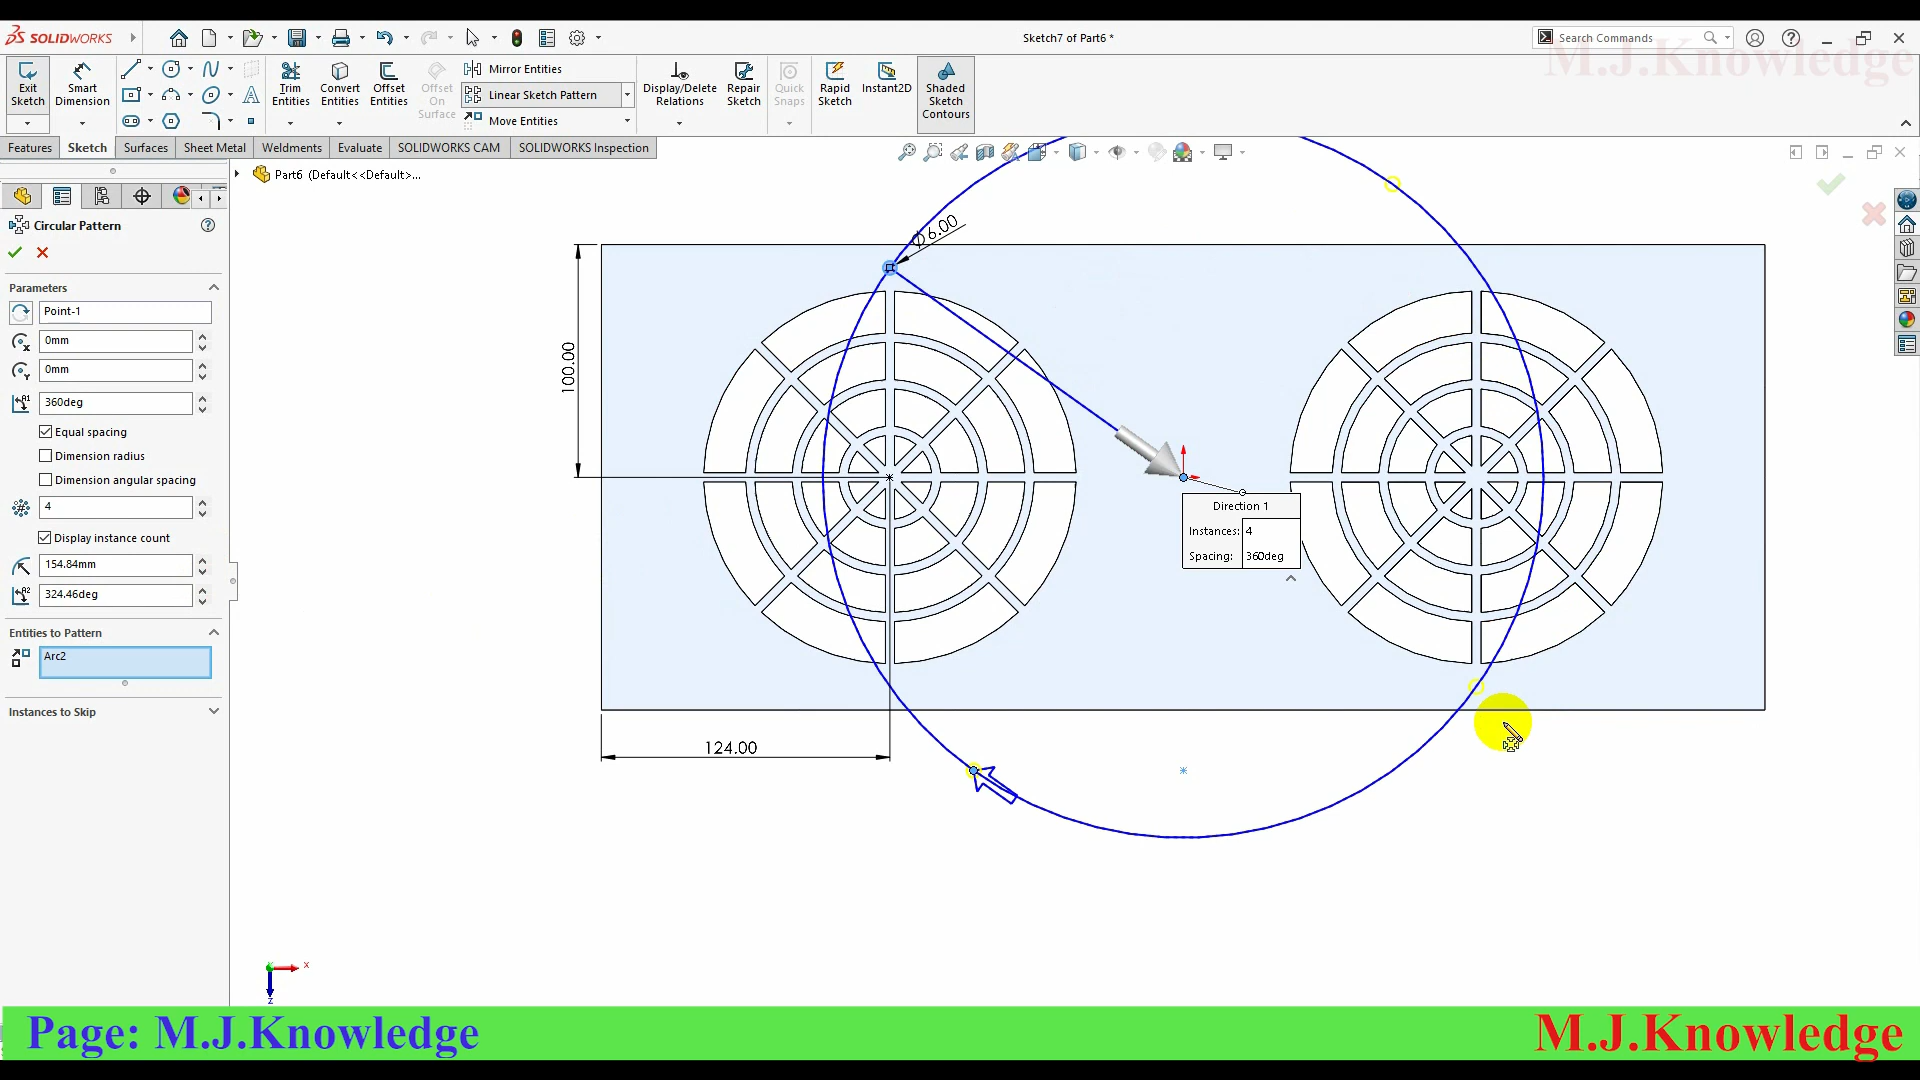 SOLIDWORKS
Sketch7 of Part6 *
Search Commands
M.J.Knowledge
Exit Sketch
Smart Dimension
Trim Entities
Convert Entities
Offset Entities
Offset On Surface
Mirror Entities
Linear Sketch Pattern
Move Entities
Display/Delete Relations
Repair Sketch
Quick Snaps
Rapid Sketch
Instant2D
Shaded Sketch Contours
Features
Sketch
Surfaces
Sheet Metal
Weldments
Evaluate
SOLIDWORKS CAM
SOLIDWORKS Inspection
Part6 (Default<<Default>...
Circular Pattern
Parameters
Point-1
0mm
0mm
360deg
Equal spacing
Dimension radius
Dimension angular spacing
4
Display instance count
154.84mm
324.46deg
Entities to Pattern
Arc2
Instances to Skip
Ø6.00
100.00
124.00
Direction 1
Instances: 4
Spacing: 360deg
x
z
Page: M.J.Knowledge
M.J.Knowledge